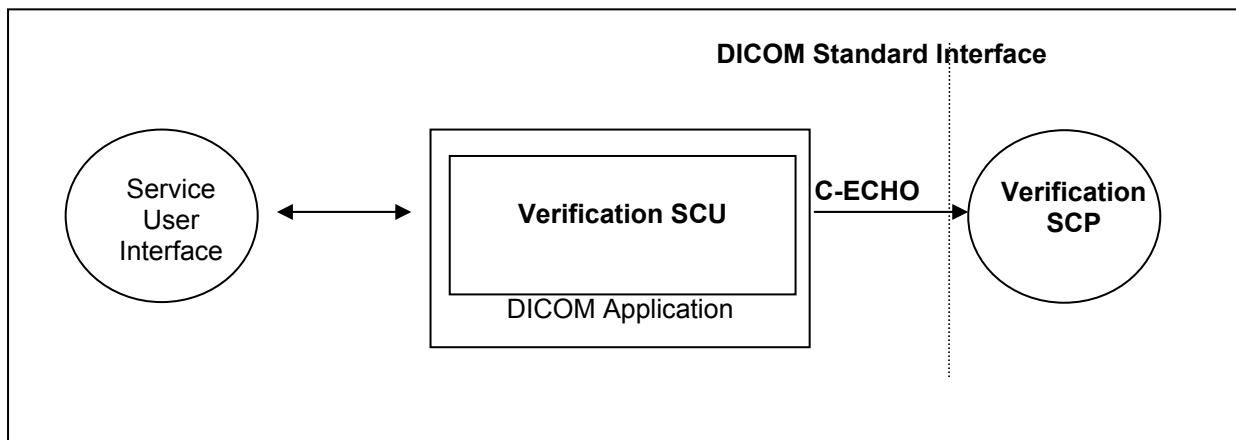 DICOM Standard Interface
Service
User
Interface
Verification SCU
DICOM Application
C-ECHO
Verification
SCP